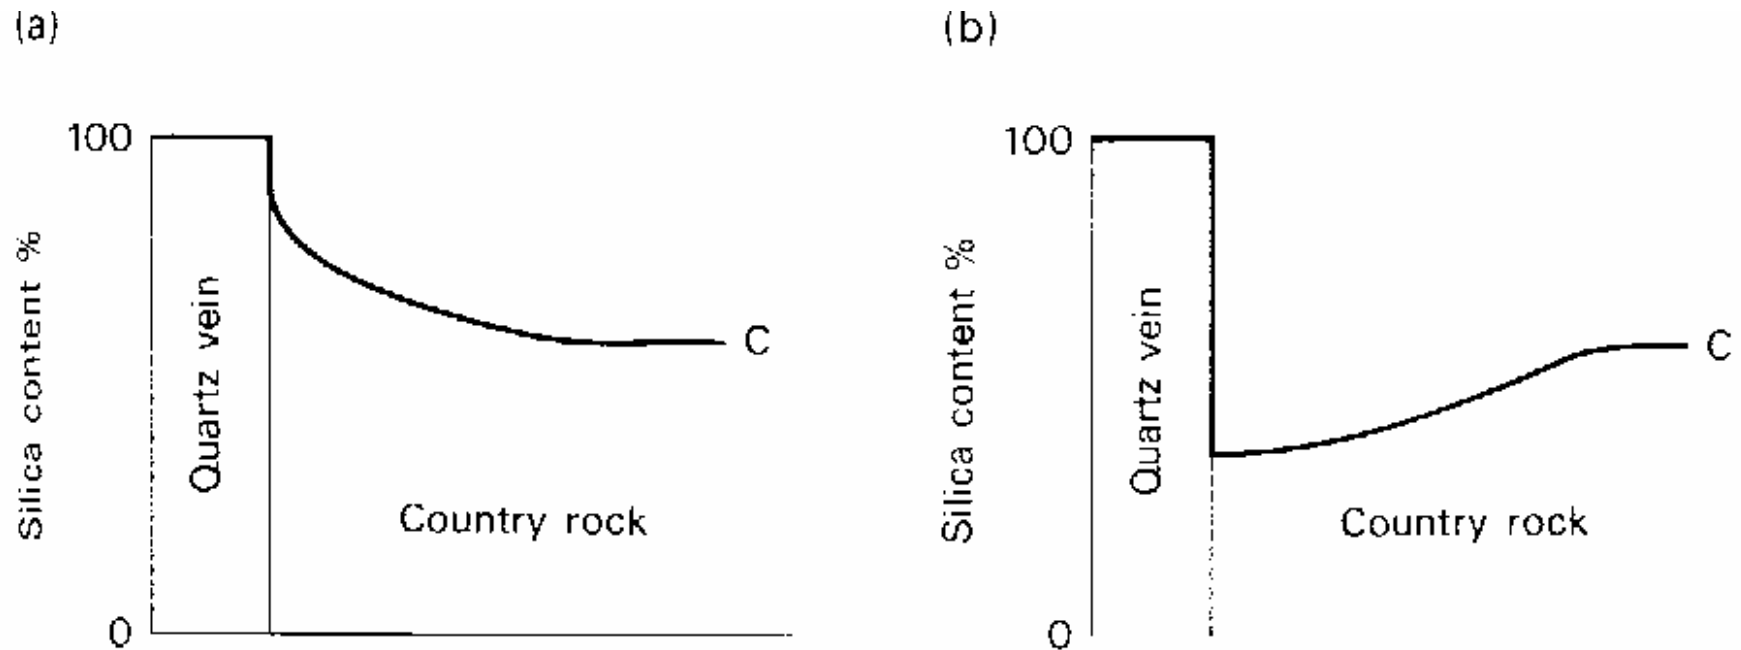 (a)
100
Silica content %
Quartz vein
C
Country rock
0
(b)
100
Silica content %
Quartz vein
C
Country rock
0